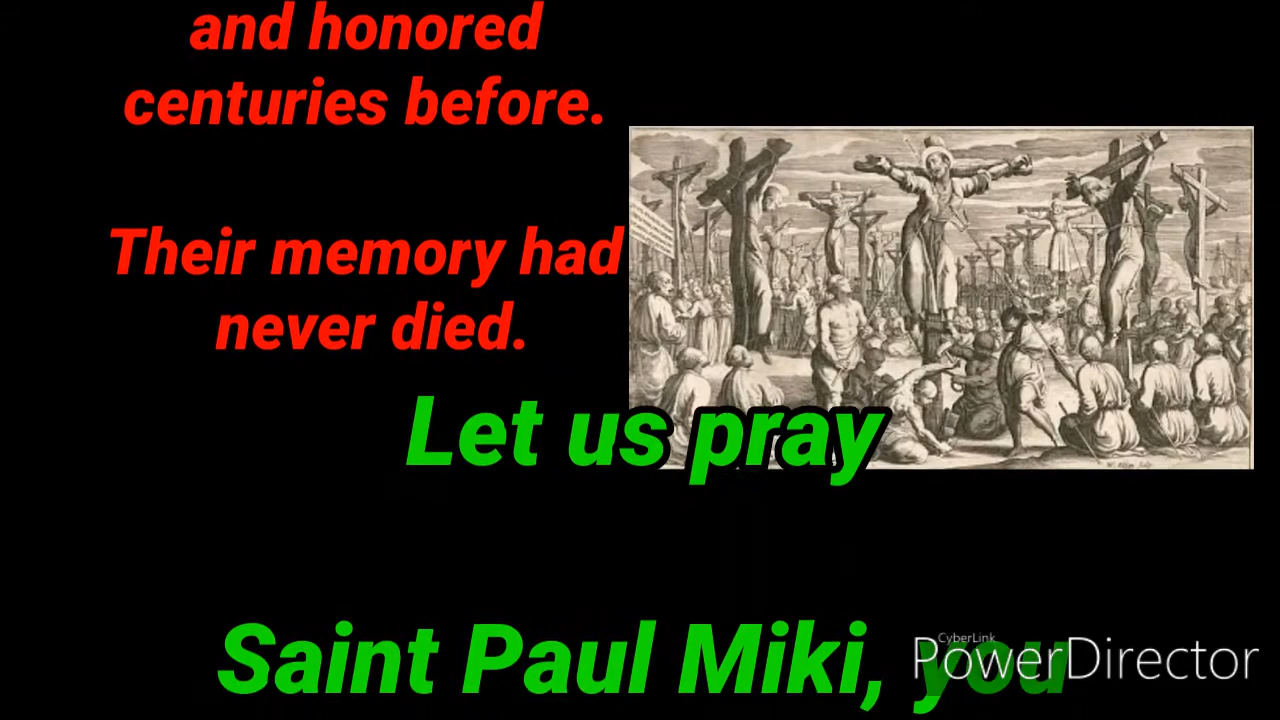 and honored
centuries before.
Their memory had
never died.
Let us pray
Saint Paul Miki, you
CyberLink
PowerDirector